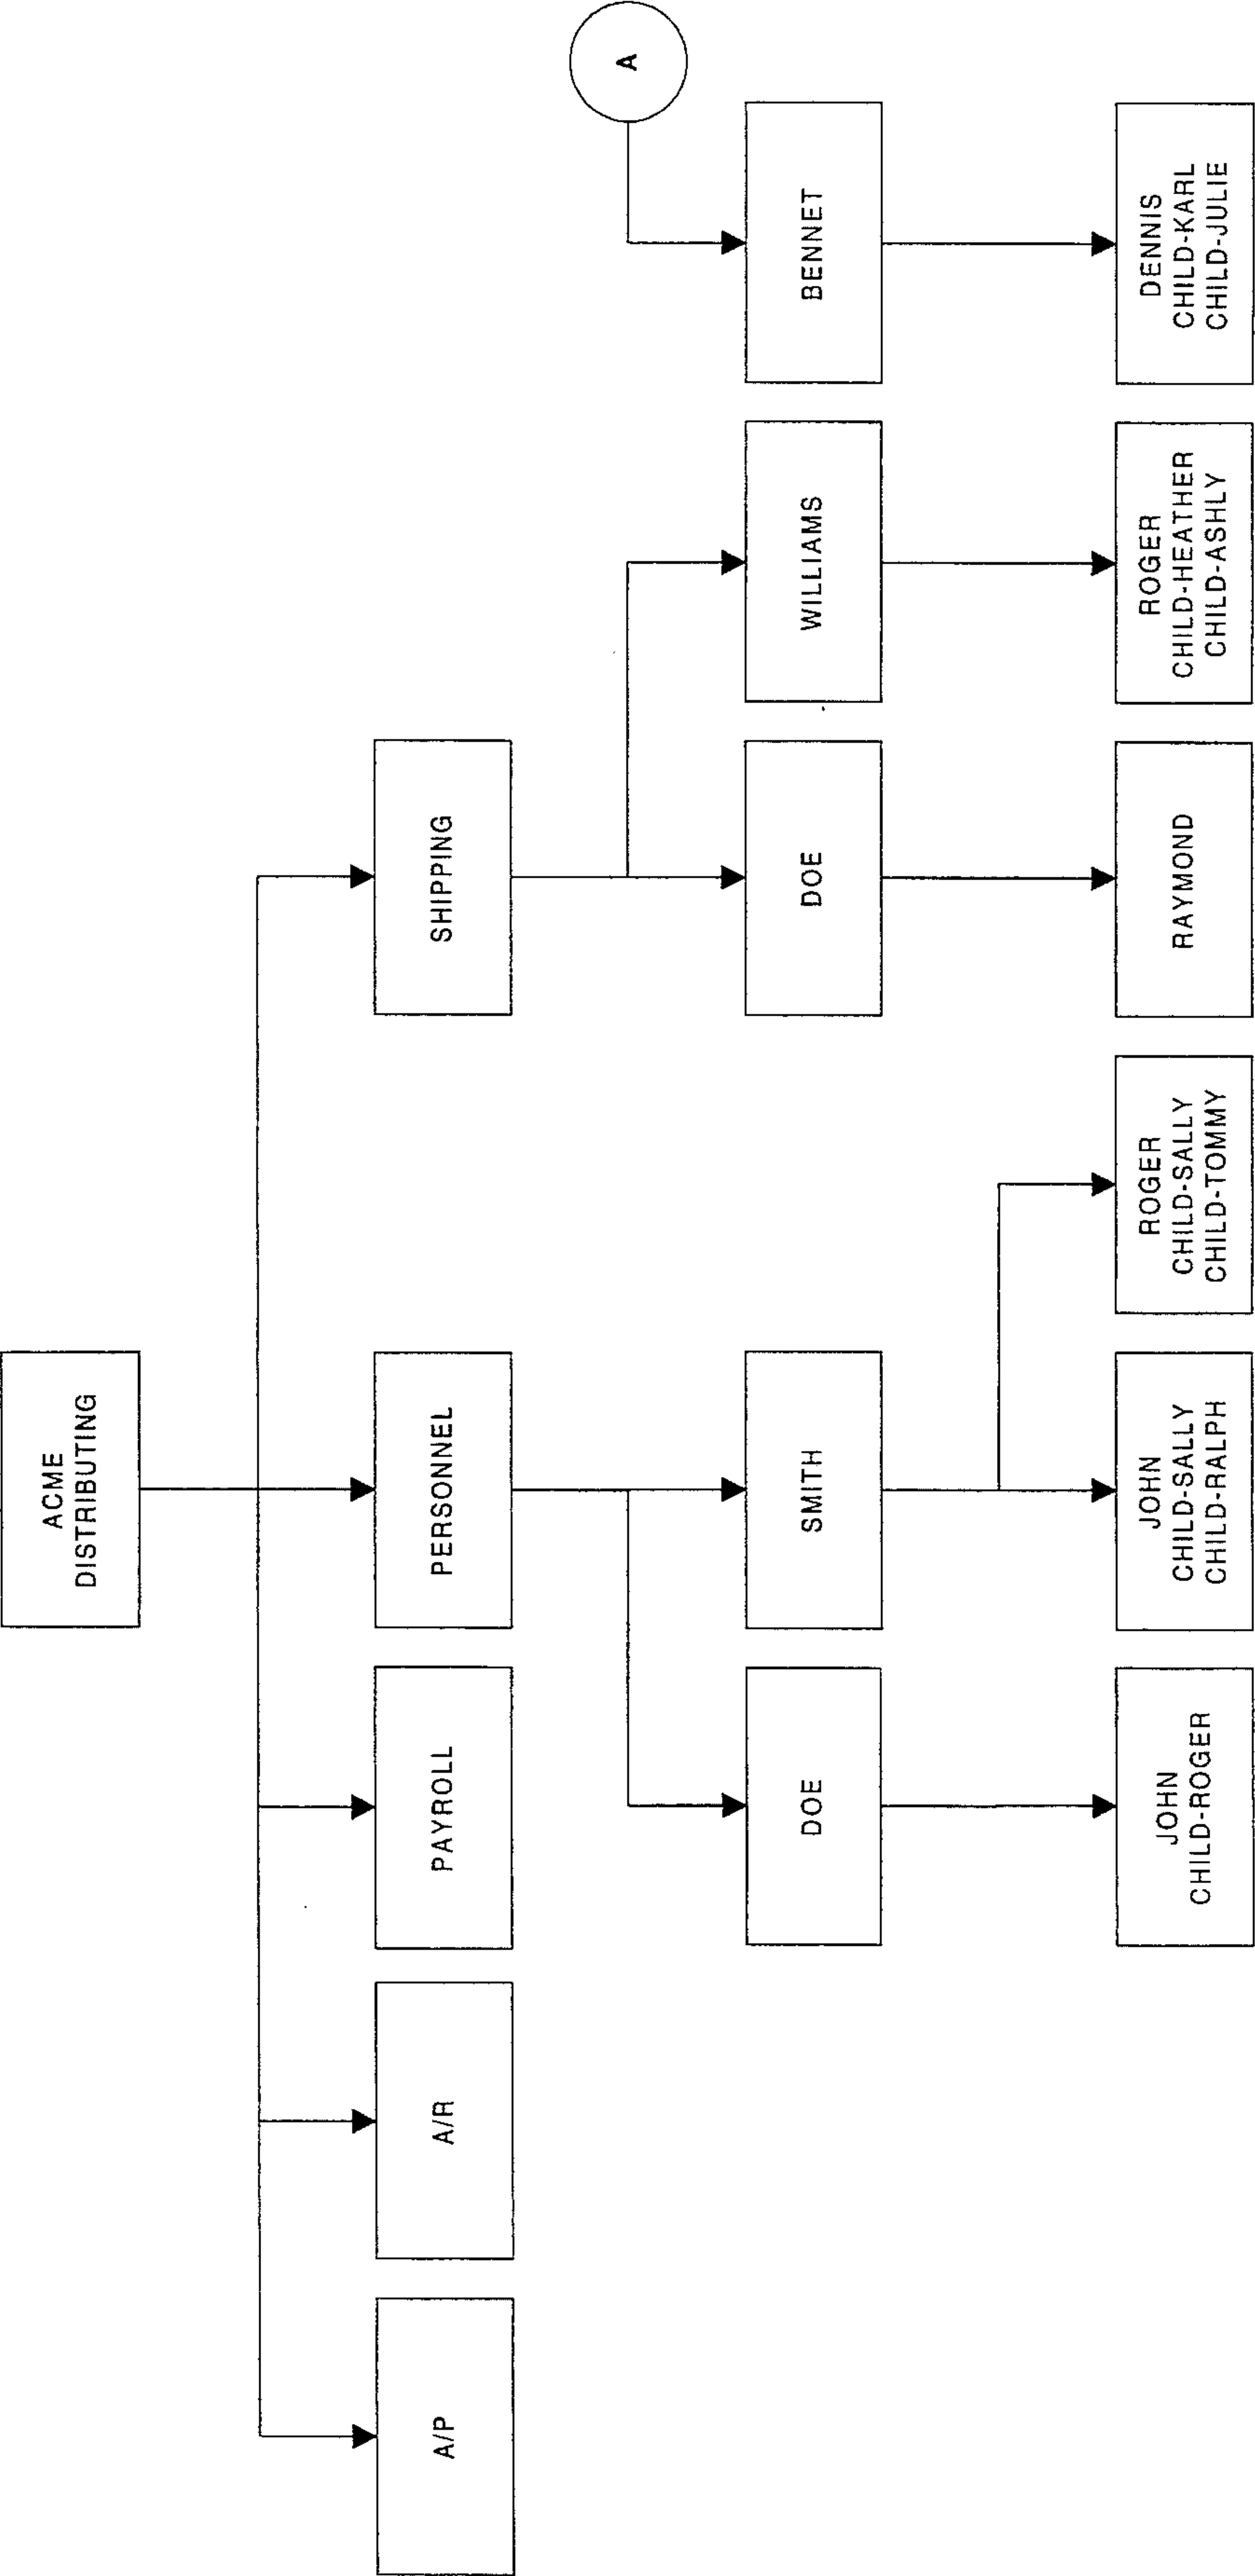 ACME
DISTRIBUTING
A/P
A/R
PAYROLL
PERSONNEL
SHIPPING
A
DOE
SMITH
DOE
WILLIAMS
BENNET
JOHN
CHILD-ROGER
JOHN
CHILD-SALLY
CHILD-RALPH
ROGER
CHILD-SALLY
CHILD-TOMMY
RAYMOND
ROGER
CHILD-HEATHER
CHILD-ASHLY
DENNIS
CHILD-KARL
CHILD-JULIE